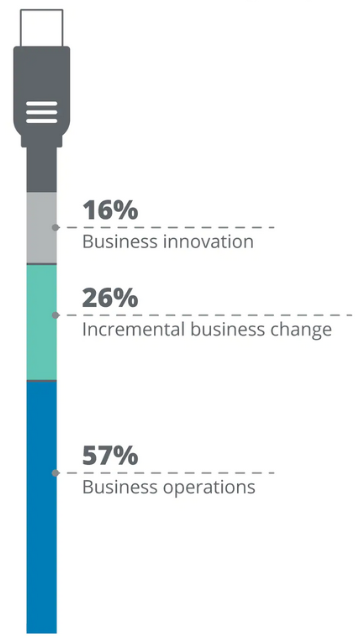 16%
Business innovation
26%
Incremental business change
57%
Business operations